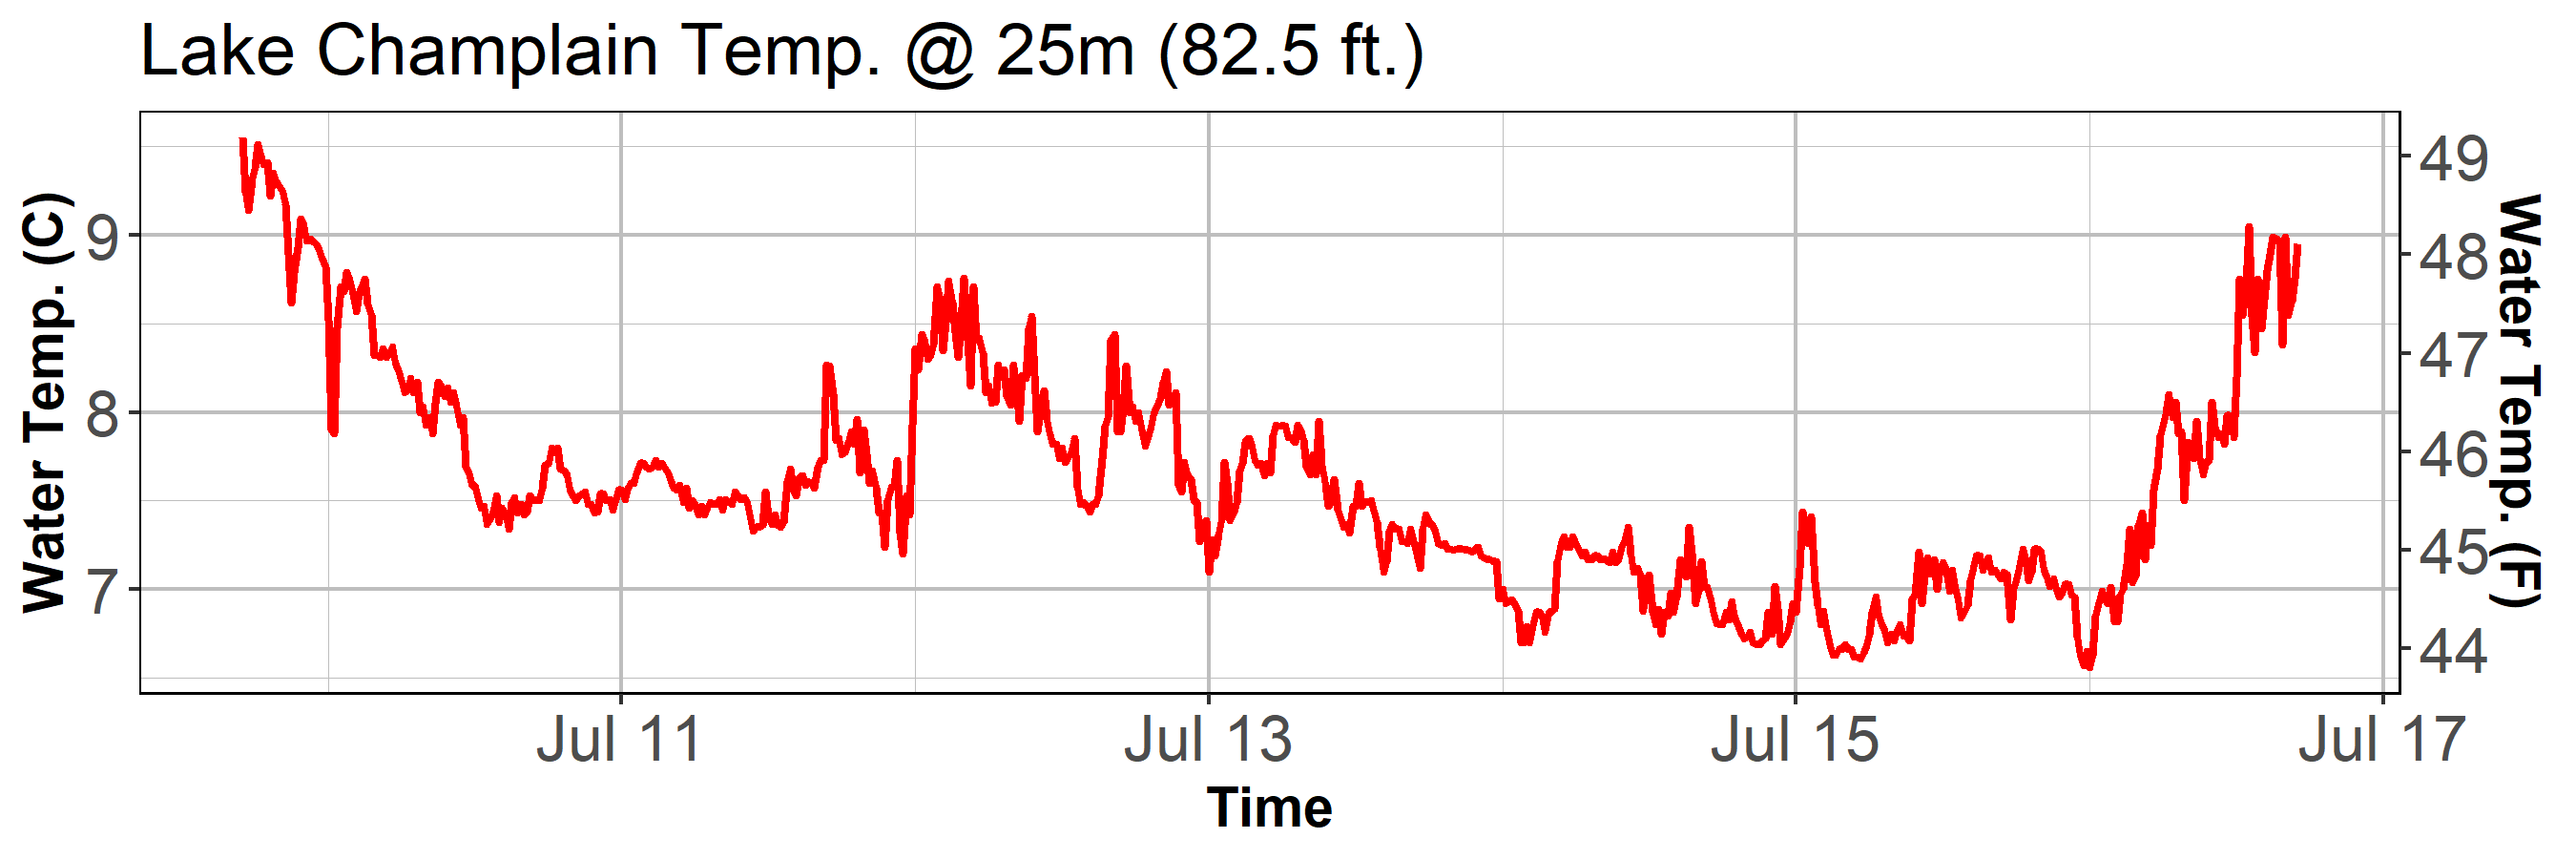 Lake Champlain Temp. @ 25m (82.5 ft.)
Water Temp. (C)
9
8
7
49
48
47
46
45
44
Water Temp. (F)
Jul 11 Jul 13 Jul 15 Jul 17
Time